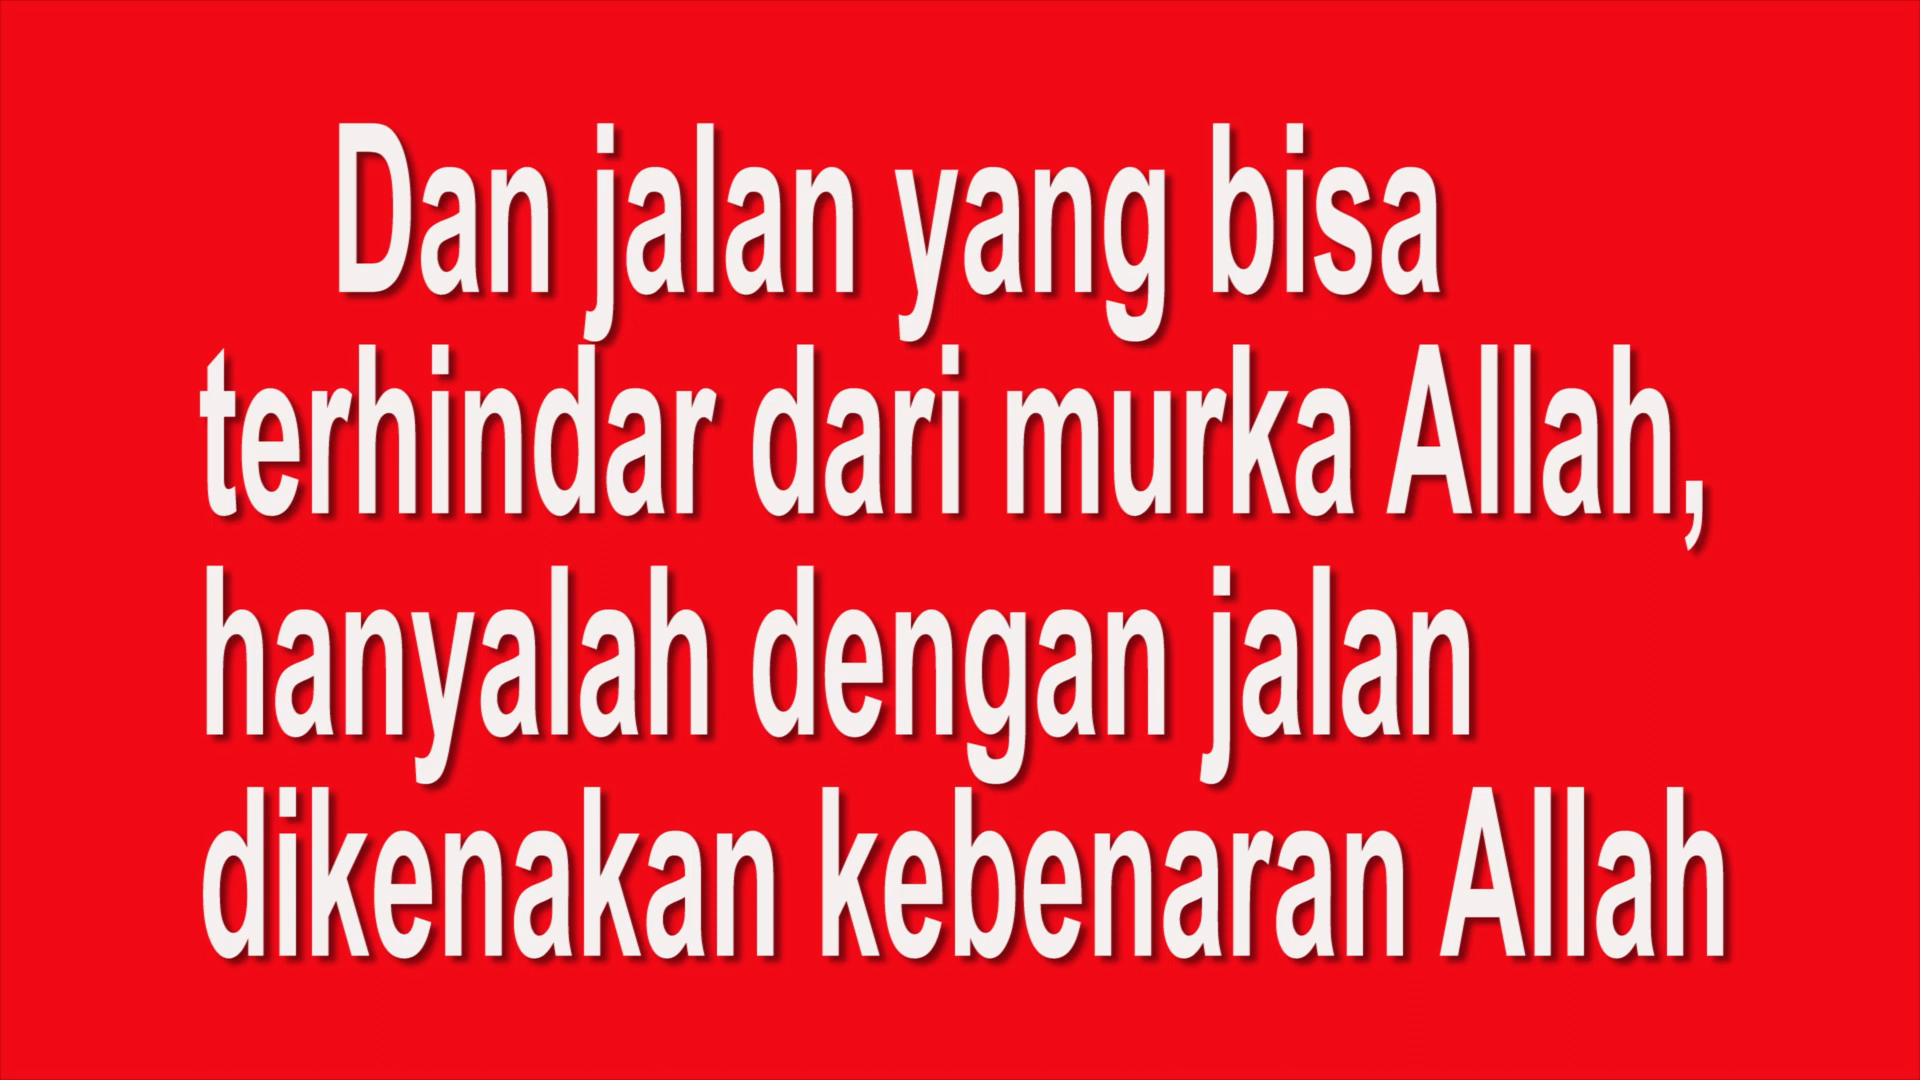 Dan jalan yang bisa
terhindar dari murka Allah,
hanyalah dengan jalan
dikenakan kebenaran Allah